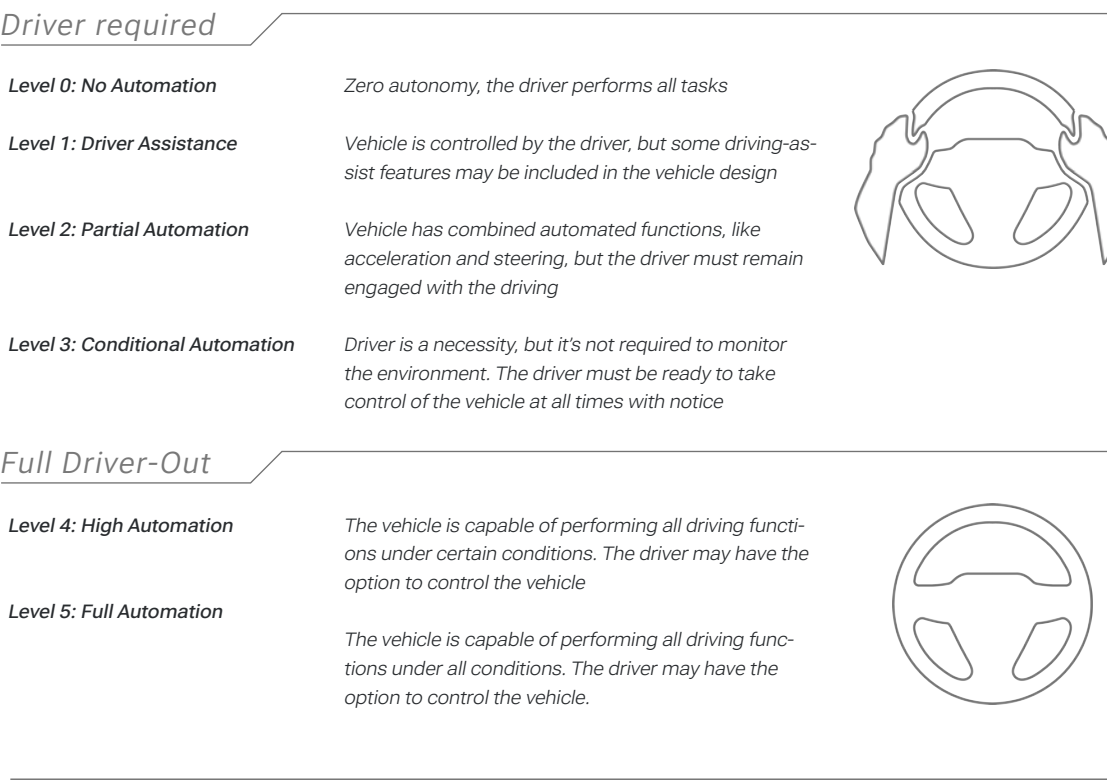 Driver required
Level 0: No Automation
Zero autonomy, the driver performs all tasks
Level 1: Driver Assistance
Vehicle is controlled by the driver, but some driving-as-
sist features may be included in the vehicle design
Level 2: Partial Automation
Vehicle has combined automated functions, like
acceleration and steering, but the driver must remain
engaged with the driving
Level 3: Conditional Automation
Driver is a necessity, but it’s not required to monitor
the environment. The driver must be ready to take
control of the vehicle at all times with notice
Full Driver-Out
Level 4: High Automation
The vehicle is capable of performing all driving functi-
ons under certain conditions. The driver may have the
option to control the vehicle
Level 5: Full Automation
The vehicle is capable of performing all driving func-
tions under all conditions. The driver may have the
option to control the vehicle.